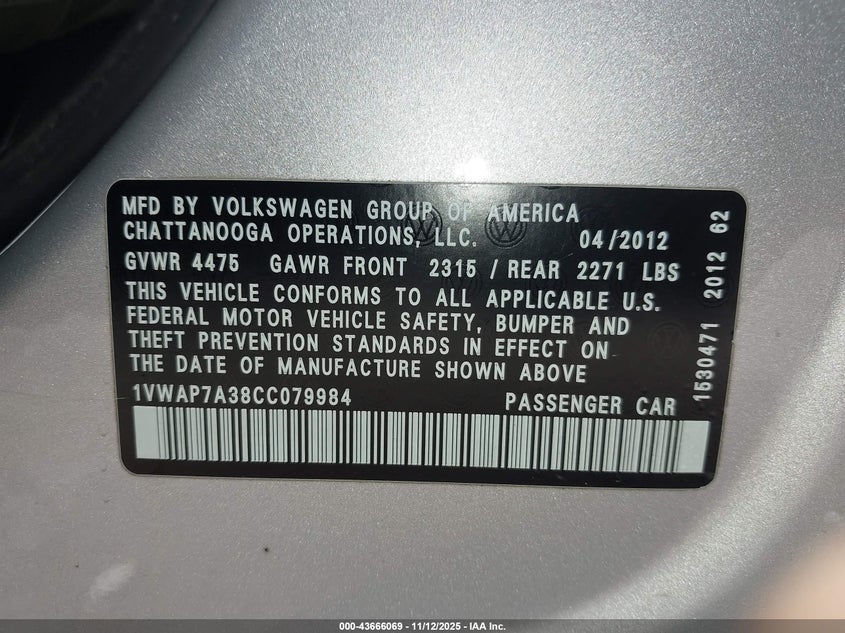 MFD BY VOLKSWAGEN GROUP OF AMERICA
CHATTANOOGA OPERATIONS, LLC. 04/2012
GVWR 4475 GAWR FRONT 2315 / REAR 2271 LBS
THIS VEHICLE CONFORMS TO ALL APPLICABLE U.S.
FEDERAL MOTOR VEHICLE SAFETY, BUMPER AND
THEFT PREVENTION STANDARDS IN EFFECT ON
THE DATE OF MANUFACTURE SHOWN ABOVE
1VWAP7A38CC079984 PASSENGER CAR
1530471 2012 62
000-43666069 - 11/12/2025 - IAA Inc.